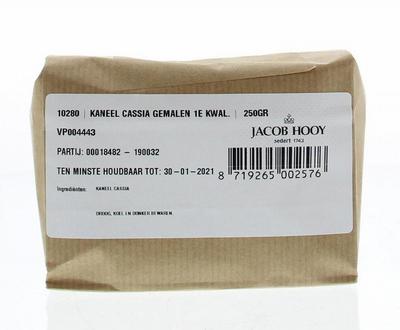 10280 | KANEEL CASSIA GEMALEN 1E KWAL. | 250GR
VP004443
JACOB HOOY
sedert 1743
PARTIJ: 00018482 - 190032
TEN MINSTE HOUDBAAR TOT: 30-01-2021
8 719265 002576
Ingrediënten: KANEEL CASSIA
DROOG, KOEL EN DONKER BEWAREN.